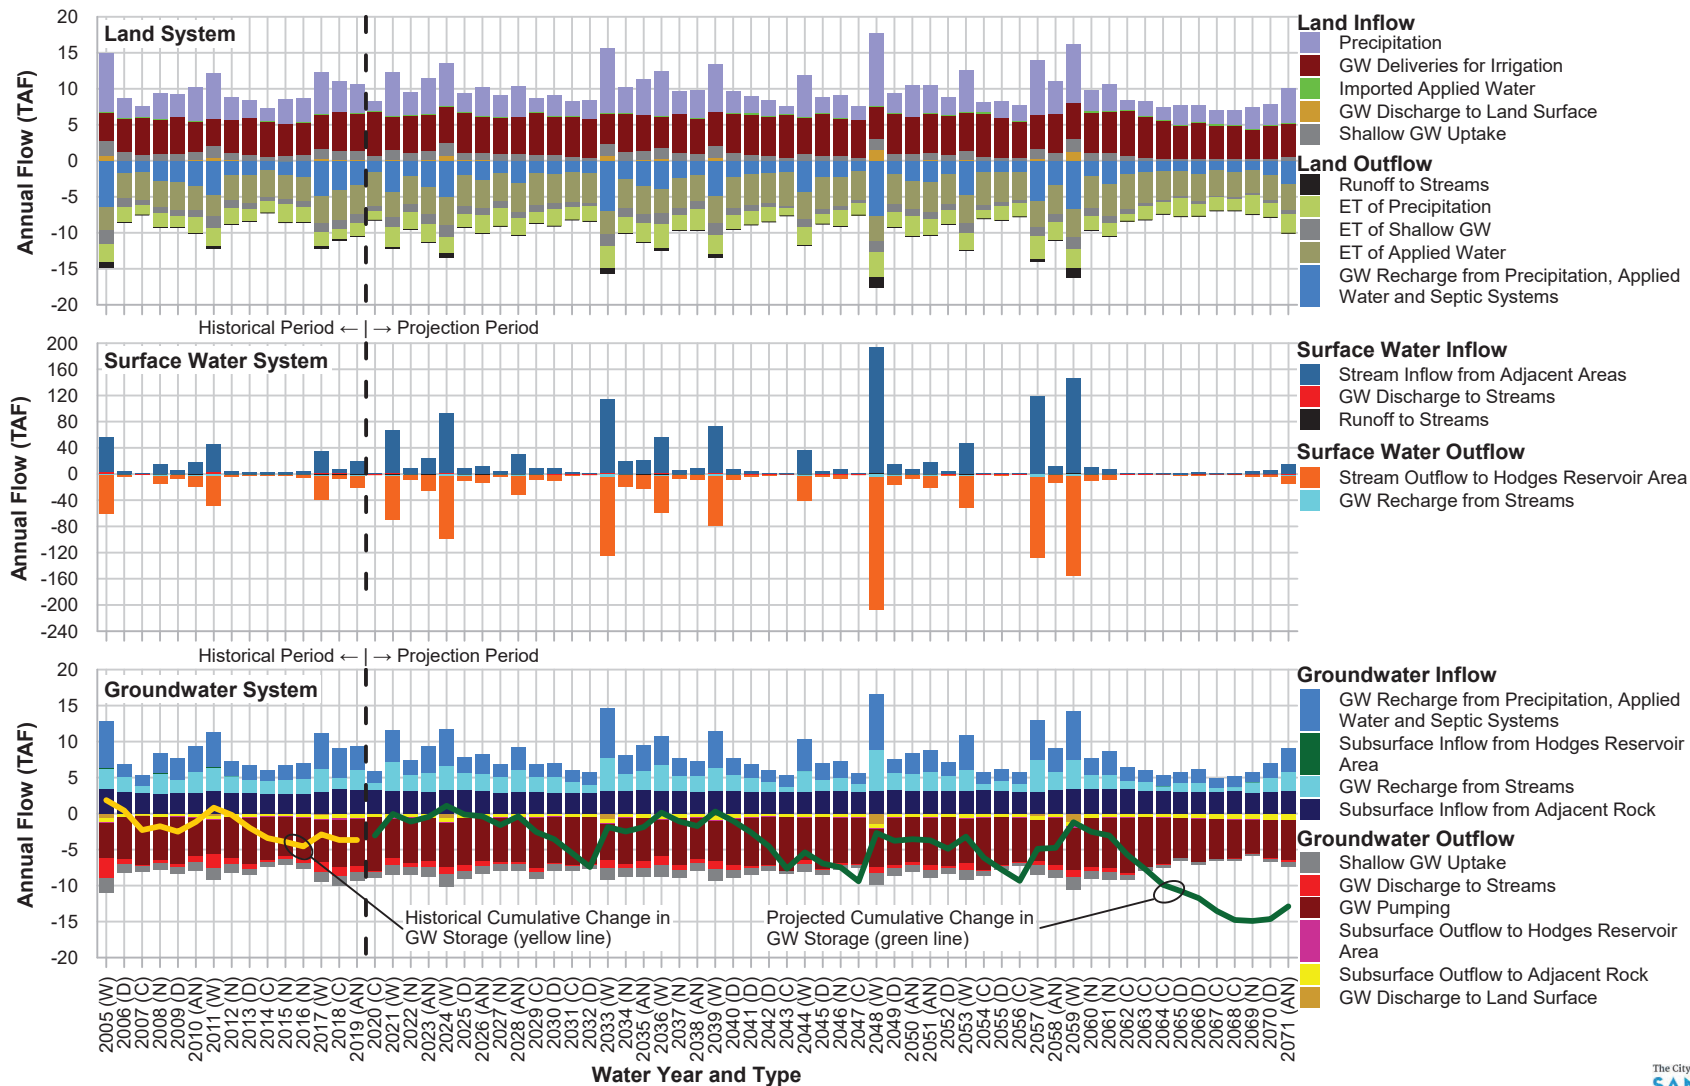 Land System
Annual Flow (TAF)
20
15
10
5
0
-5
-10
-15
-20
Land Inflow
Precipitation
GW Deliveries for Irrigation
Imported Applied Water
GW Discharge to Land Surface
Shallow GW Uptake
Land Outflow
Runoff to Streams
ET of Precipitation
ET of Shallow GW
ET of Applied Water
GW Recharge from Precipitation, Applied
Water and Septic Systems
Historical Period ← | → Projection Period
Surface Water System
Annual Flow (TAF)
200
160
120
80
40
0
-40
-80
-120
-160
-200
-240
Surface Water Inflow
Stream Inflow from Adjacent Areas
GW Discharge to Streams
Runoff to Streams
Surface Water Outflow
Stream Outflow to Hodges Reservoir Area
GW Recharge from Streams
Historical Period ← | → Projection Period
Groundwater System
Annual Flow (TAF)
20
15
10
5
0
-5
-10
-15
-20
Historical Cumulative Change in
GW Storage (yellow line)
Projected Cumulative Change in
GW Storage (green line)
Groundwater Inflow
GW Recharge from Precipitation, Applied
Water and Septic Systems
Subsurface Inflow from Hodges Reservoir
Area
GW Recharge from Streams
Subsurface Inflow from Adjacent Rock
Groundwater Outflow
Shallow GW Uptake
GW Discharge to Streams
GW Pumping
Subsurface Outflow to Hodges Reservoir
Area
Subsurface Outflow to Adjacent Rock
GW Discharge to Land Surface
2005 (W)
2006 (D)
2007 (C)
2008 (N)
2009 (D)
2010 (AN)
2011 (W)
2012 (N)
2013 (D)
2014 (C)
2015 (N)
2016 (N)
2017 (W)
2018 (C)
2019 (AN)
2020 (C)
2021 (W)
2022 (N)
2023 (AN)
2024 (W)
2025 (D)
2026 (AN)
2027 (N)
2028 (AN)
2029 (C)
2030 (N)
2031 (C)
2032 (D)
2033 (W)
2034 (N)
2035 (AN)
2036 (W)
2037 (N)
2038 (AN)
2039 (W)
2040 (D)
2041 (D)
2042 (D)
2043 (C)
2044 (W)
2045 (D)
2046 (N)
2047 (C)
2048 (W)
2049 (D)
2050 (AN)
2051 (AN)
2052 (D)
2053 (W)
2054 (C)
2055 (D)
2056 (C)
2057 (W)
2058 (AN)
2059 (W)
2060 (N)
2061 (N)
2062 (C)
2063 (C)
2064 (C)
2065 (D)
2066 (D)
2067 (C)
2068 (C)
2069 (N)
2070 (D)
2071 (AN)
Water Year and Type
The City